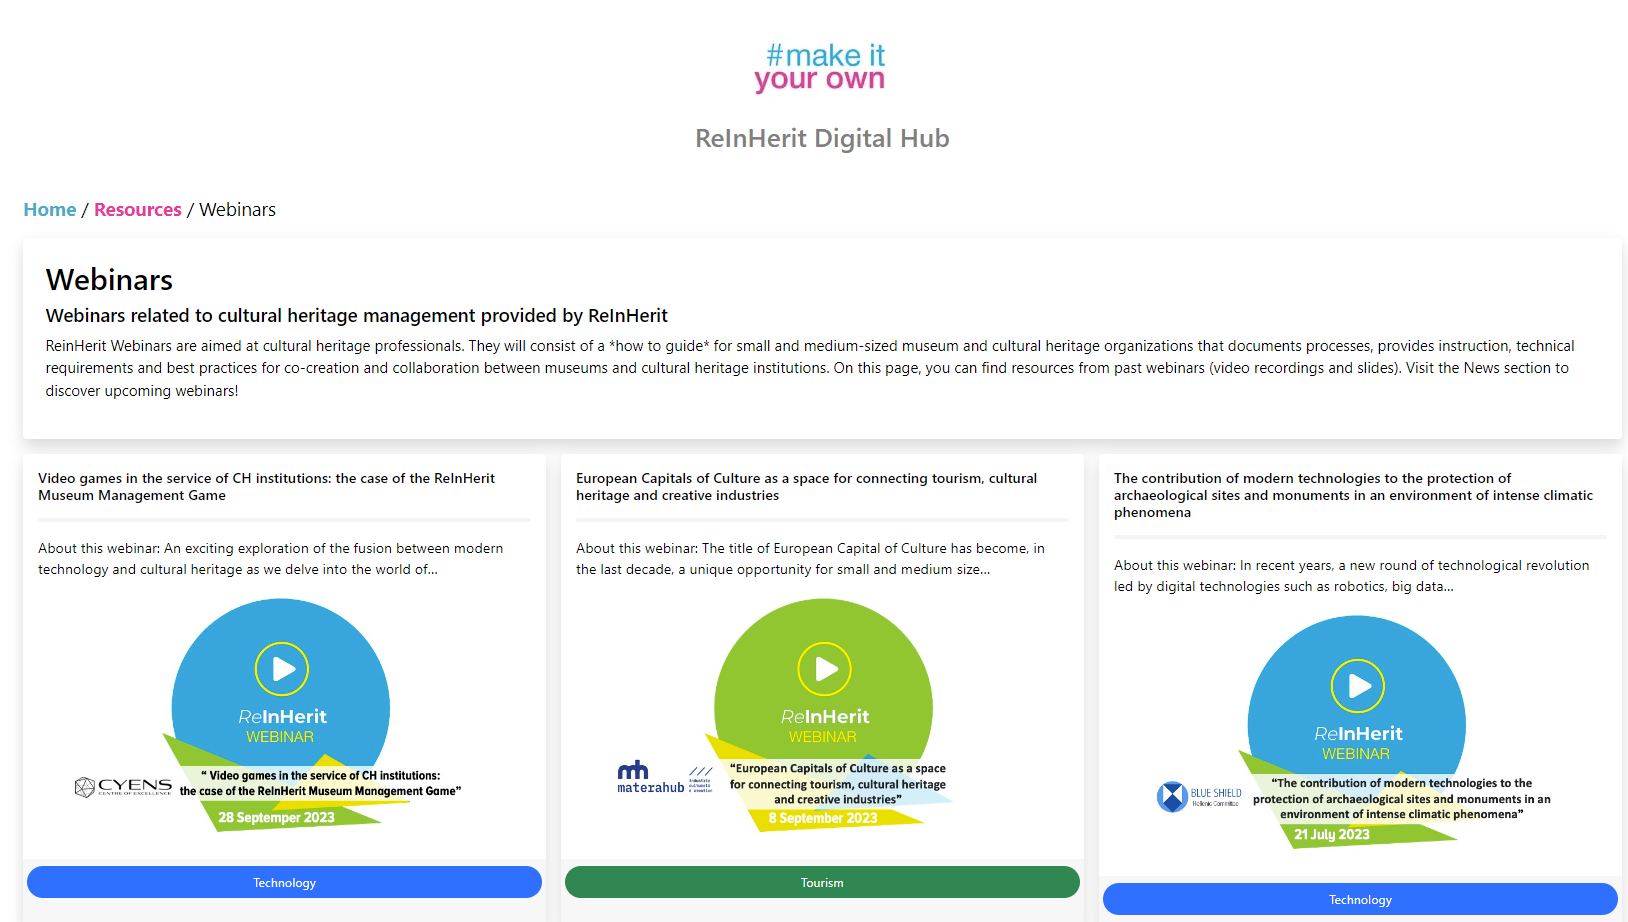 #make it
your own
ReInHerit Digital Hub
Home / Resources / Webinars
Webinars
Webinars related to cultural heritage management provided by ReInHerit
ReinHerit Webinars are aimed at cultural heritage professionals. They will consist of a *how to guide* for small and medium-sized museum and cultural heritage organizations that documents processes, provides instruction, technical
requirements and best practices for co-creation and collaboration between museums and cultural heritage institutions. On this page, you can find resources from past webinars (video recordings and slides). Visit the News section to
discover upcoming webinars!
Video games in the service of CH institutions: the case of the ReInHerit
Museum Management Game
About this webinar: An exciting exploration of the fusion between modern
technology and cultural heritage as we delve into the world of...
ReInHerit
WEBINAR
CYENS
CENTRE OF EXCELLENCE
“ Video games in the service of CH institutions:
the case of the ReInHerit Museum Management Game”
28 Septemper 2023
Technology
European Capitals of Culture as a space for connecting tourism, cultural
heritage and creative industries
About this webinar: The title of European Capital of Culture has become, in
the last decade, a unique opportunity for small and medium size...
ReInHerit
WEBINAR
mh
materahub
industrie
culturali
e creative
“European Capitals of Culture as a space
for connecting tourism, cultural heritage
and creative industries”
8 September 2023
Tourism
The contribution of modern technologies to the protection of
archaeological sites and monuments in an environment of intense climatic
phenomena
About this webinar: In recent years, a new round of technological revolution
led by digital technologies such as robotics, big data...
ReInHerit
WEBINAR
BLUE SHIELD
Hellenic Committee
“The contribution of modern technologies to the
protection of archaeological sites and monuments in an
environment of intense climatic phenomena”
21 July 2023
Technology